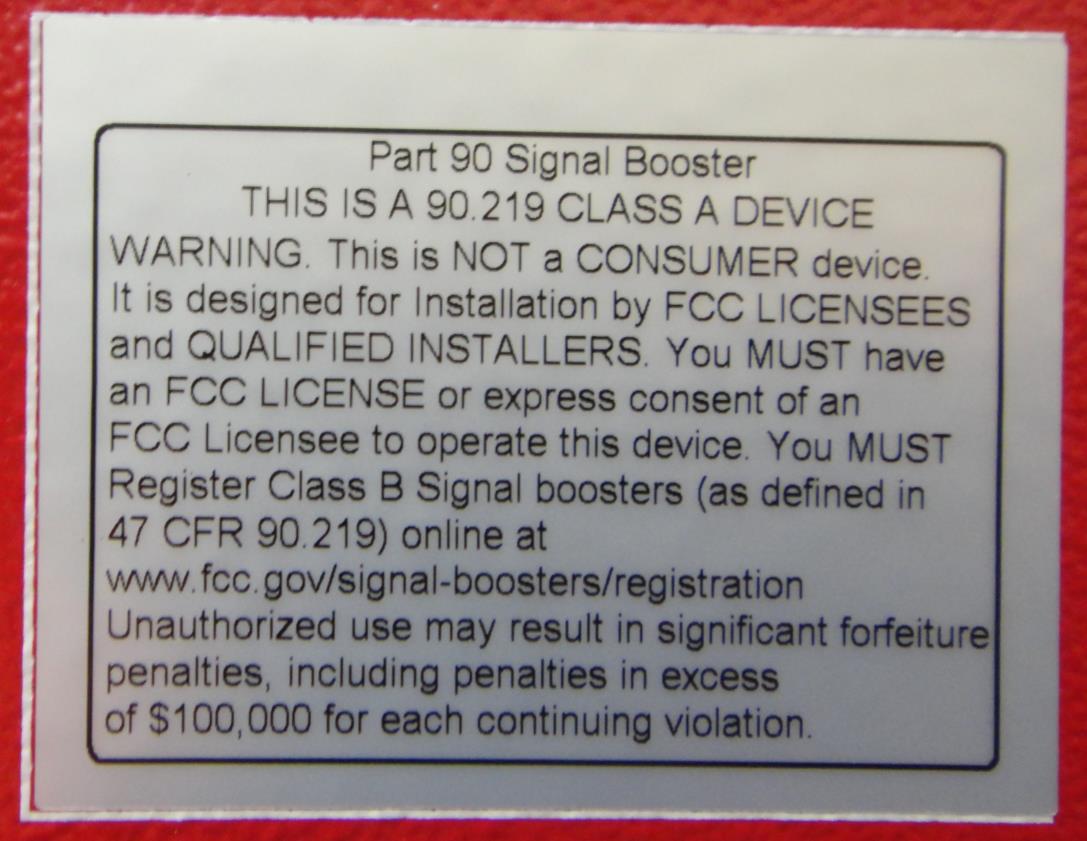 Part 90 Signal Booster
THIS IS A 90.219 CLASS A DEVICE
WARNING. This is NOT a CONSUMER device.
It is designed for Installation by FCC LICENSEES
and QUALIFIED INSTALLERS. You MUST have
an FCC LICENSE or express consent of an
FCC Licensee to operate this device. You MUST
Register Class B Signal boosters (as defined in
47 CFR 90.219) online at
www.fcc.gov/signal-boosters/registration
Unauthorized use may result in significant forfeiture
penalties, including penalties in excess
of $100,000 for each continuing violation.